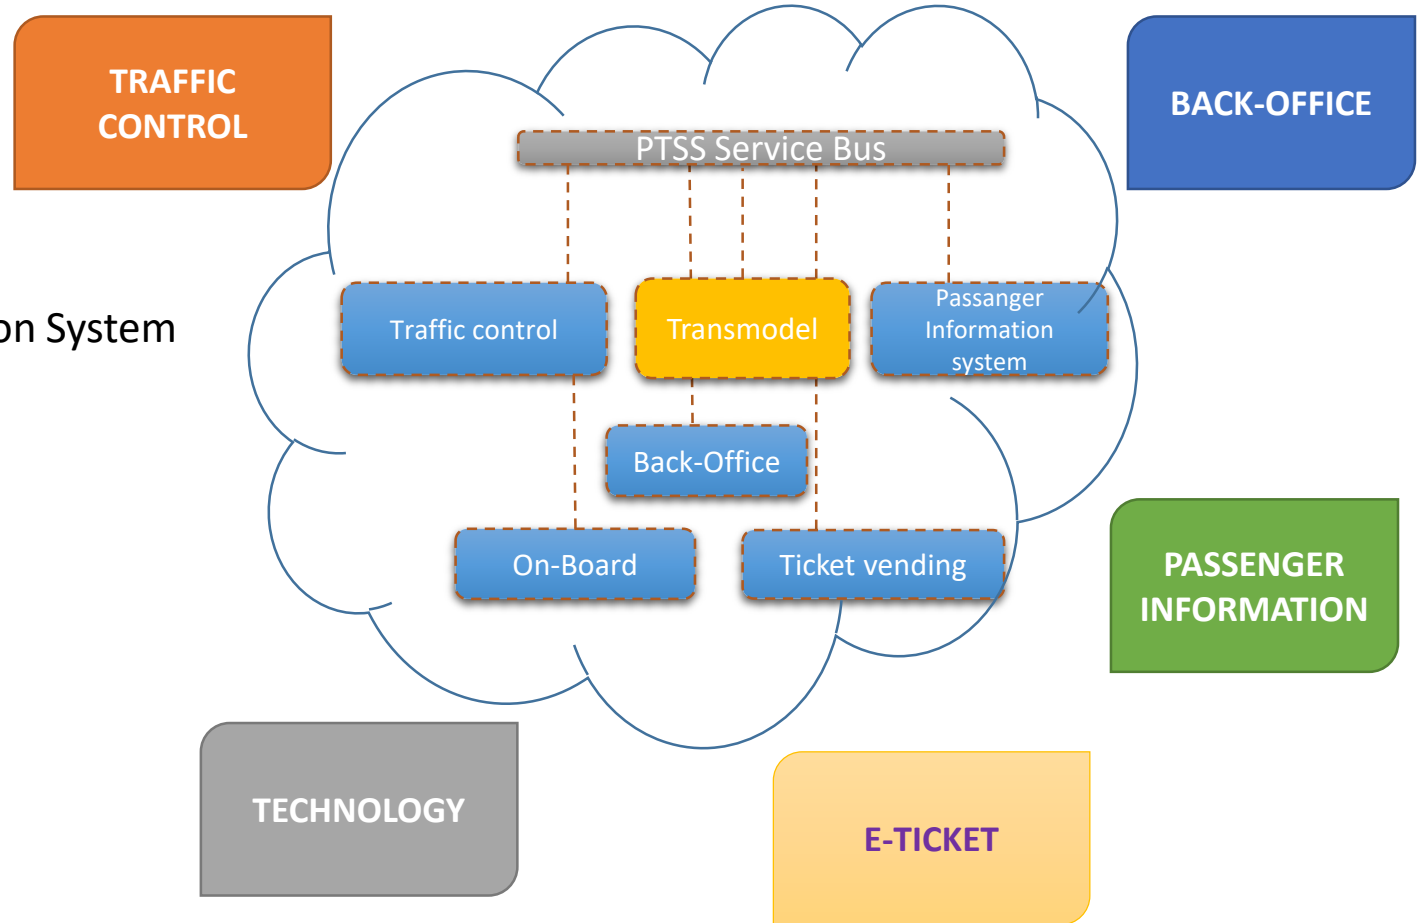 TRAFFIC
CONTROL
BACK-OFFICE
PTSS Service Bus
on System
Traffic control
Transmodel
Passanger
Information
system
Back-Office
On-Board
Ticket vending
PASSENGER
INFORMATION
TECHNOLOGY
E-TICKET